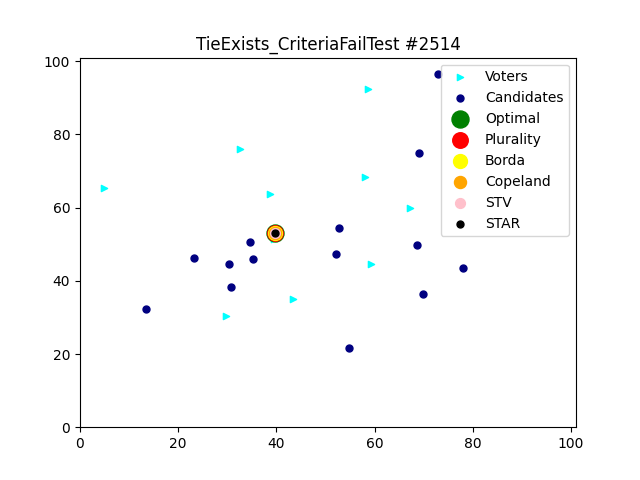 TieExists_CriteriaFailTest #2514
100
80
60
40
20
0
0 20 40 60 80 100
Voters
Candidates
Optimal
Plurality
Borda
Copeland
STV
STAR